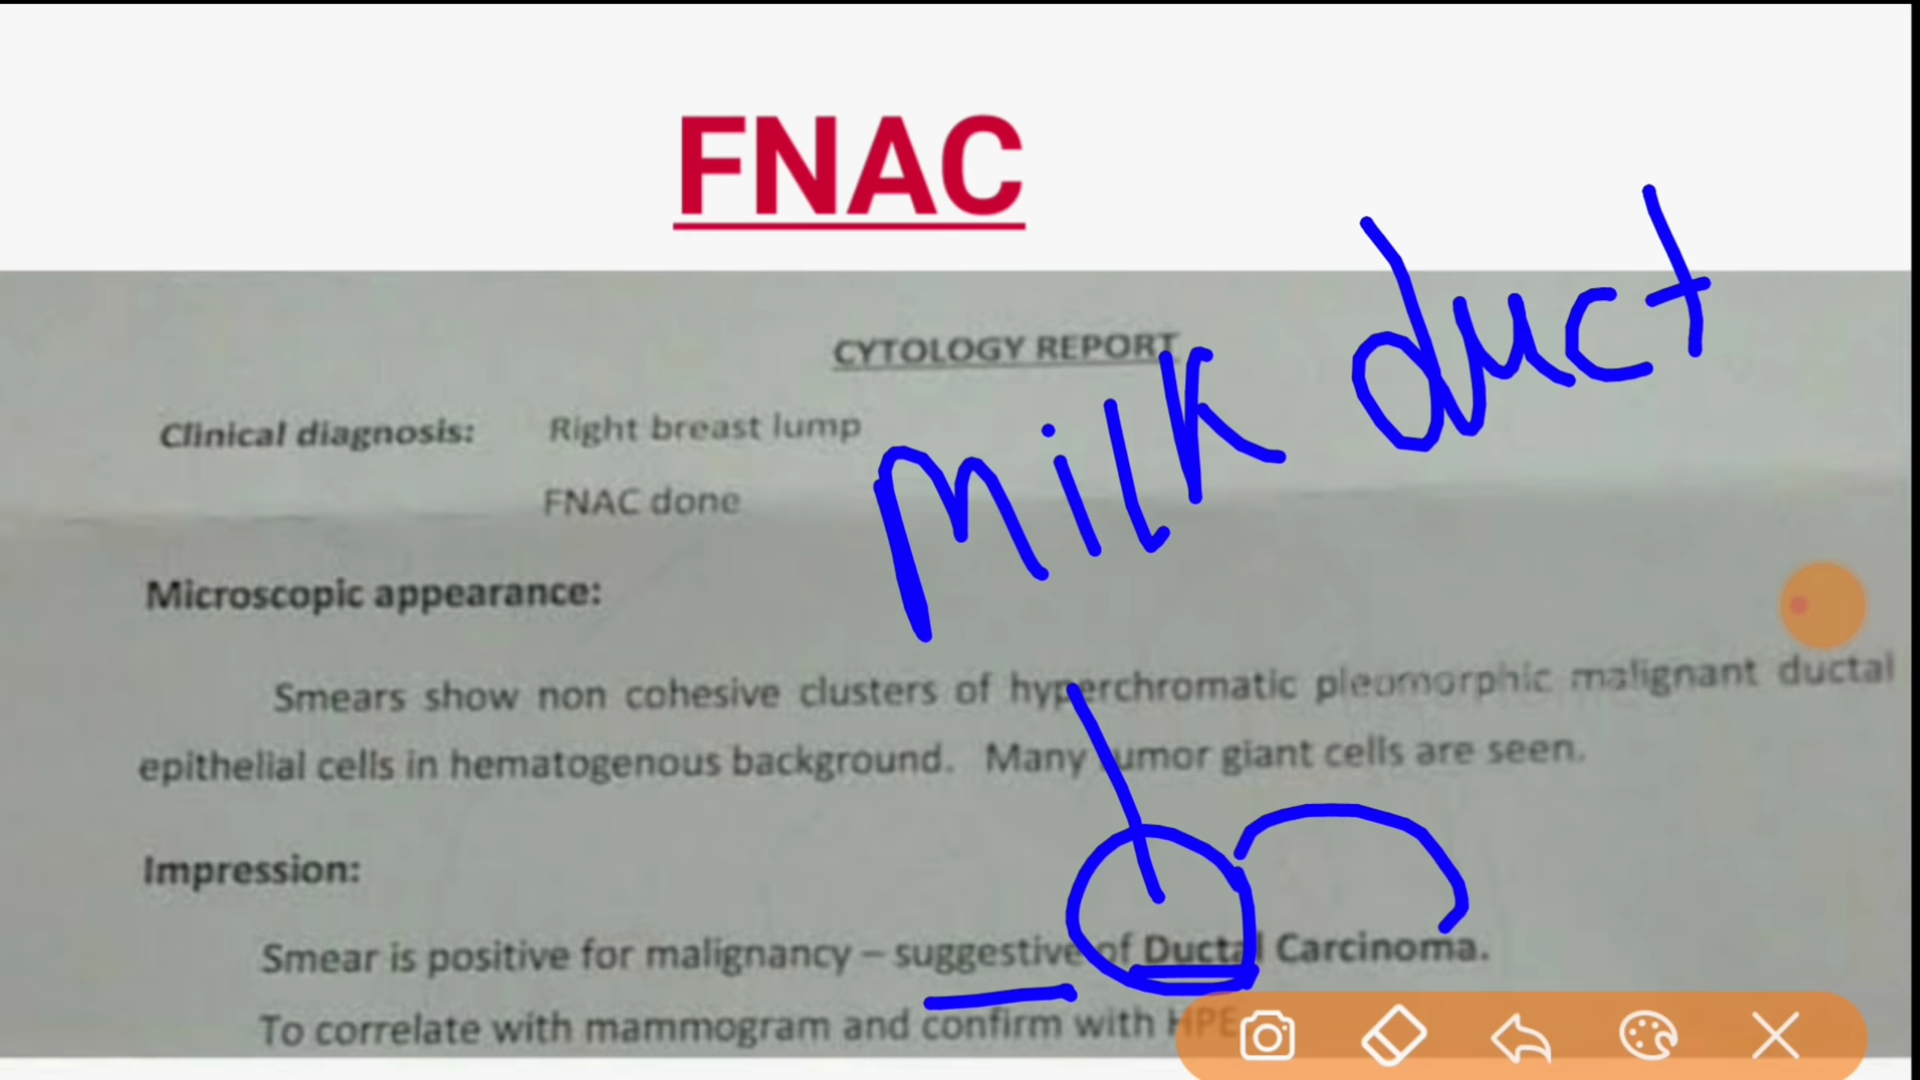 FNAC
CYTOLOGY REPORT
milk duct
Clinical diagnosis: Right breast lump
FNAC done
Microscopic appearance:
Smears show non cohesive clusters of hyperchromatic pleomorphic malignant ductal
epithelial cells in hematogenous background. Many tumor giant cells are seen.
Impression:
Smear is positive for malignancy – suggestive of Ductal Carcinoma.
To correlate with mammogram and confirm with HPE